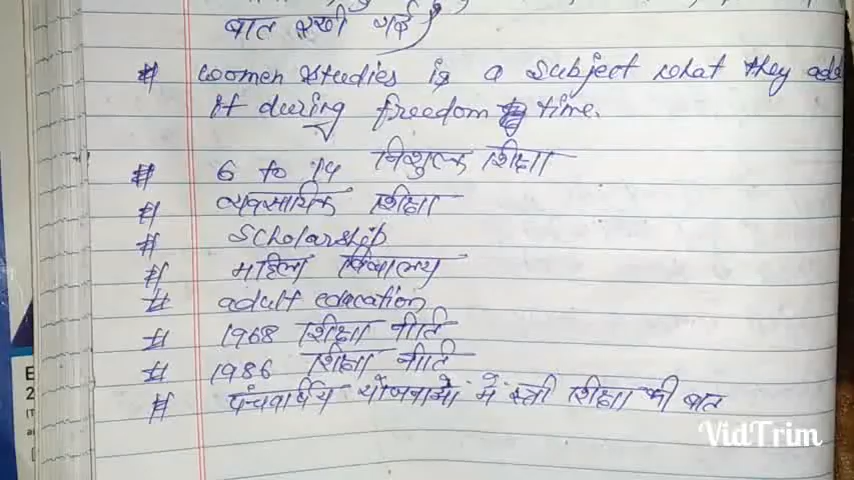 बात रखी गई
# women studies is a subject what they add
it during freedom time.
# 6 to 14 निशुल्क शिक्षा
# व्यवसायिक शिक्षा
# Scholarship
# महिला विद्यालय
# adult education
# 1968 शिक्षा नीति
# 1986 शिक्षा नीति
# पंचवार्षिय योजनाओ में स्त्री शिक्षा की बात
VidTrim